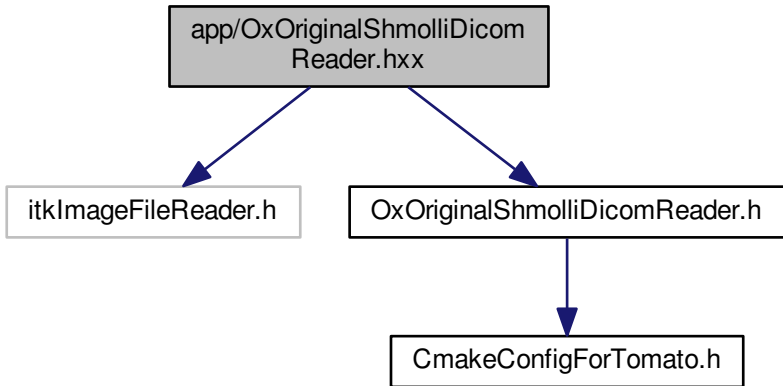 app/OxOriginalShmolliDicom
Reader.hxx
itkImageFileReader.h
OxOriginalShmolliDicomReader.h
CmakeConfigForTomato.h